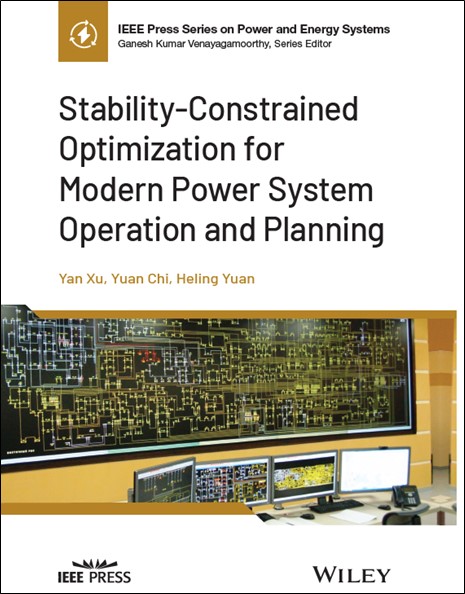 IEEE Press Series on Power and Energy Systems
Ganesh Kumar Venayagamoorthy, Series Editor
Stability-Constrained
Optimization for
Modern Power System
Operation and Planning
Yan Xu, Yuan Chi, Heling Yuan
IEEE PRESS
WILEY